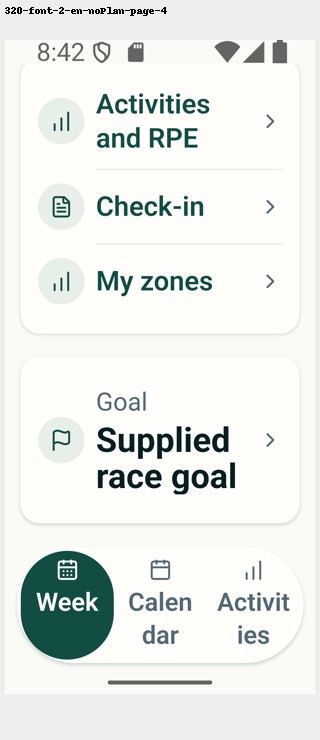 320-font-2-en-noPlan-page-4
8:42
Activities
and RPE
Check-in
My zones
Goal
Supplied
race goal
Week
Calen
dar
Activit
ies